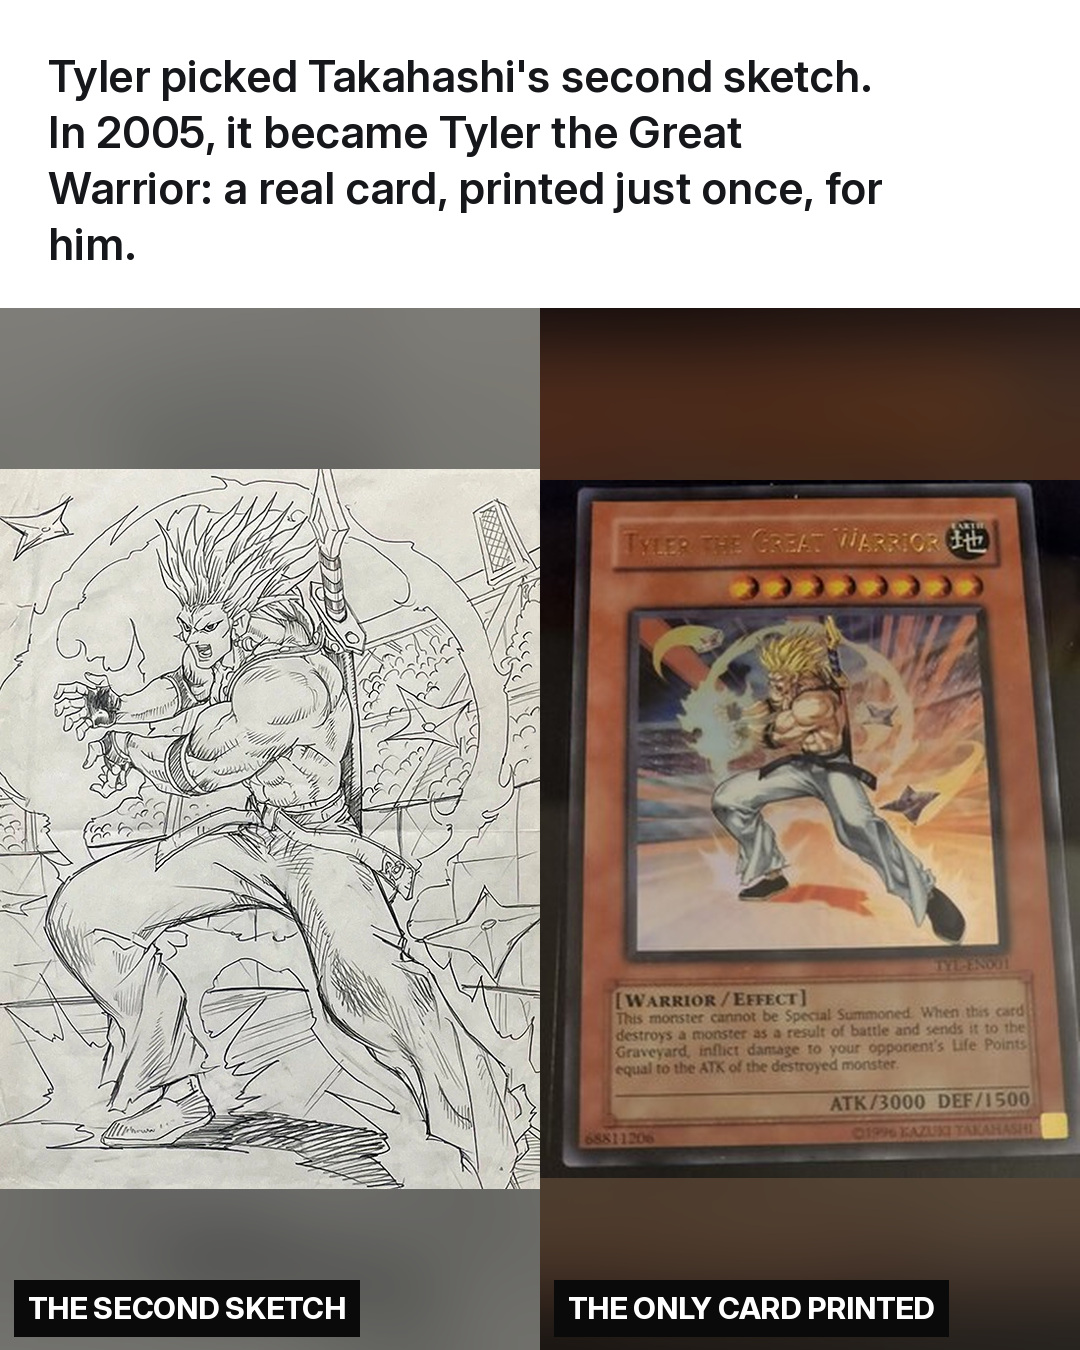 Tyler picked Takahashi's second sketch.
In 2005, it became Tyler the Great
Warrior: a real card, printed just once, for
him.
TYLER THE GREAT WARRIOR
EARTH
地
TYL-EN001
[WARRIOR/EFFECT]
This monster cannot be Special Summoned. When this card
destroys a monster as a result of battle and sends it to the
Graveyard, inflict damage to your opponent's Life Points
equal to the ATK of the destroyed monster.
ATK/3000 DEF/1500
68811206
©1996 KAZUKI TAKAHASHI
THE SECOND SKETCH
THE ONLY CARD PRINTED